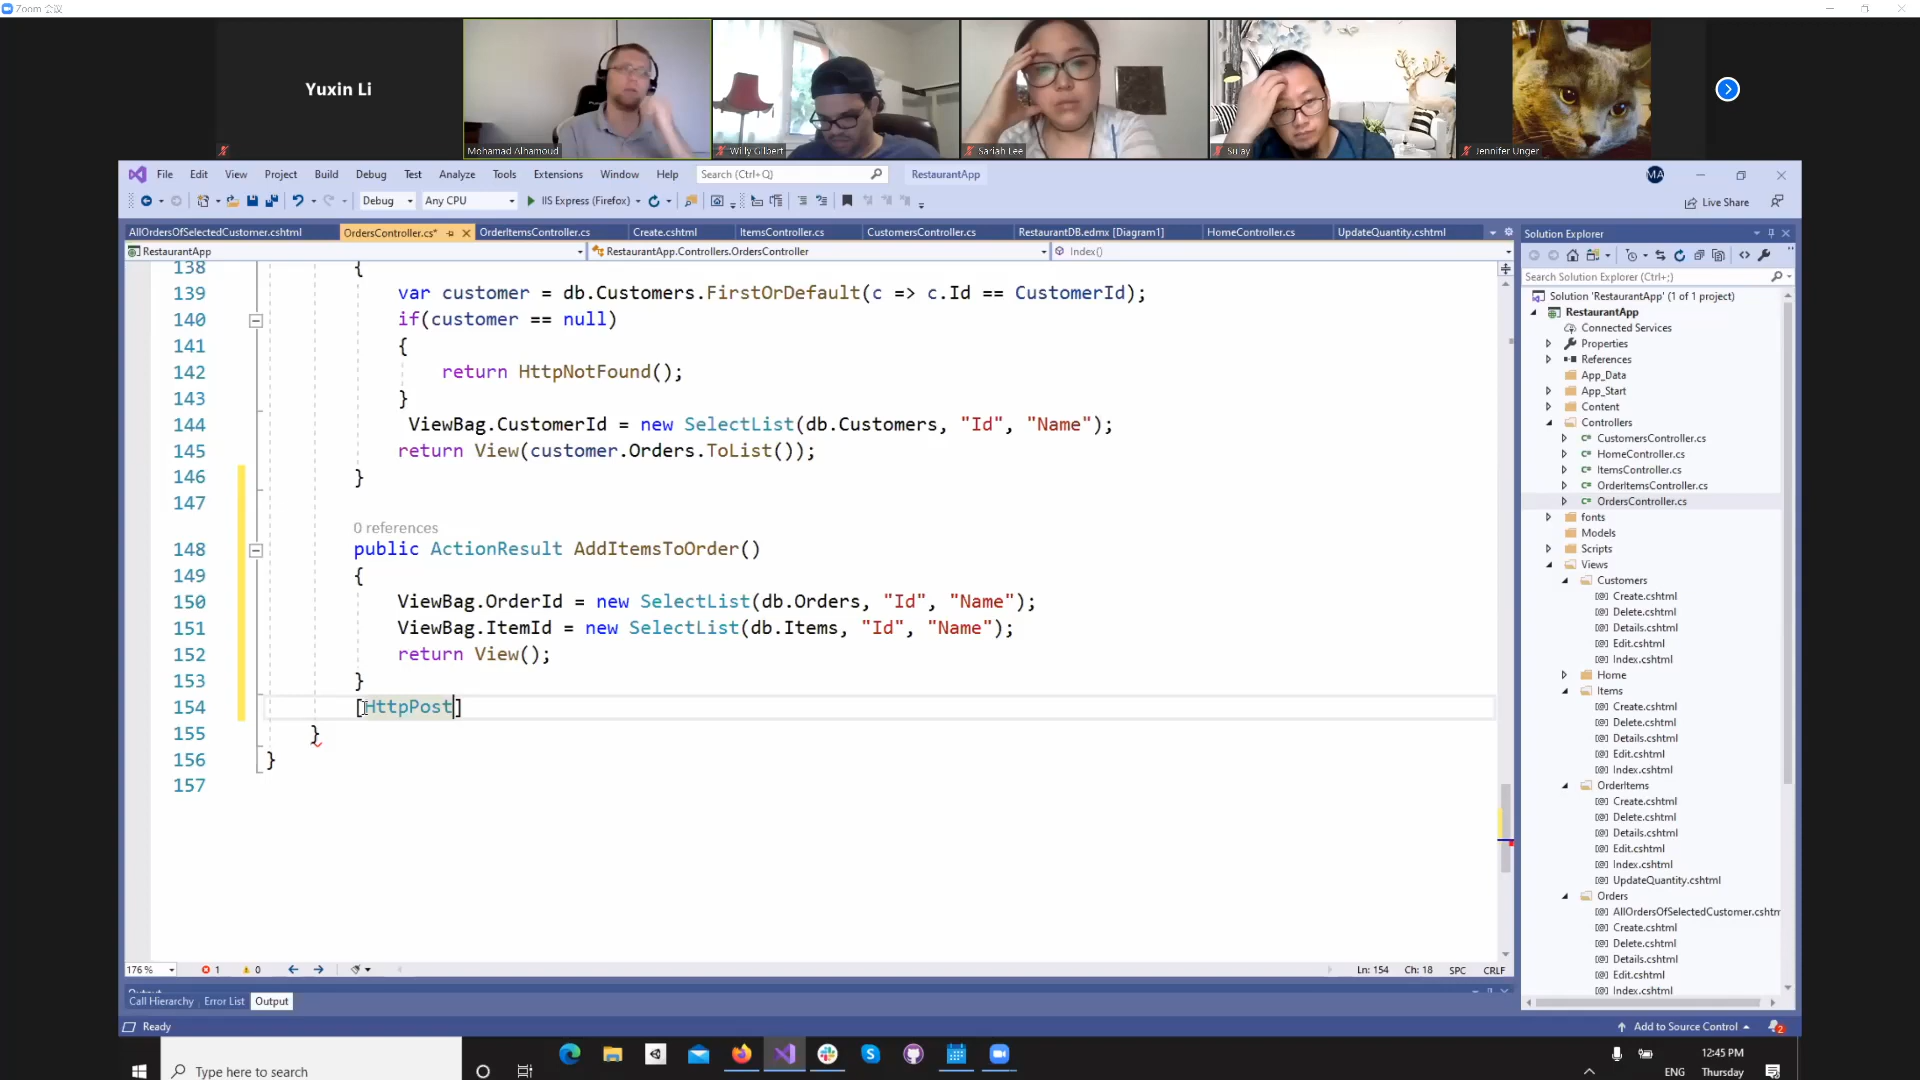 Zoom 会议
Yuxin Li
Mohamad Alhamoud
Willy Gilbert
Sariah Lee
Su ay
Jennifer Unger
File Edit View Project Build Debug Test Analyze Tools Extensions Window Help Search (Ctrl+Q) RestaurantApp MA
Debug Any CPU IIS Express (Firefox) Live Share
AllOrdersOfSelectedCustomer.cshtml OrdersController.cs* OrderItemsController.cs Create.cshtml ItemsController.cs CustomersController.cs RestaurantDB.edmx [Diagram1] HomeController.cs UpdateQuantity.cshtml
RestaurantApp RestaurantApp.Controllers.OrdersController Index()
138 {
139 var customer = db.Customers.FirstOrDefault(c => c.Id == CustomerId);
140 if(customer == null)
141 {
142 return HttpNotFound();
143 }
144 ViewBag.CustomerId = new SelectList(db.Customers, "Id", "Name");
145 return View(customer.Orders.ToList());
146 }
147
0 references
148 public ActionResult AddItemsToOrder()
149 {
150 ViewBag.OrderId = new SelectList(db.Orders, "Id", "Name");
151 ViewBag.ItemId = new SelectList(db.Items, "Id", "Name");
152 return View();
153 }
154 [HttpPost]
155 }
156 }
157
176 % 1 0 Ln: 154 Ch: 18 SPC CRLF
Output
Call Hierarchy Error List Output
Ready Add to Source Control 2
Solution Explorer
Search Solution Explorer (Ctrl+;)
Solution 'RestaurantApp' (1 of 1 project)
RestaurantApp
Connected Services
Properties
References
App_Data
App_Start
Content
Controllers
CustomersController.cs
HomeController.cs
ItemsController.cs
OrderItemsController.cs
OrdersController.cs
fonts
Models
Scripts
Views
Customers
Create.cshtml
Delete.cshtml
Details.cshtml
Edit.cshtml
Index.cshtml
Home
Items
Create.cshtml
Delete.cshtml
Details.cshtml
Edit.cshtml
Index.cshtml
OrderItems
Create.cshtml
Delete.cshtml
Details.cshtml
Edit.cshtml
Index.cshtml
UpdateQuantity.cshtml
Orders
AllOrdersOfSelectedCustomer.cshtm
Create.cshtml
Delete.cshtml
Details.cshtml
Edit.cshtml
Index.cshtml
Type here to search
ENG
12:45 PM
Thursday